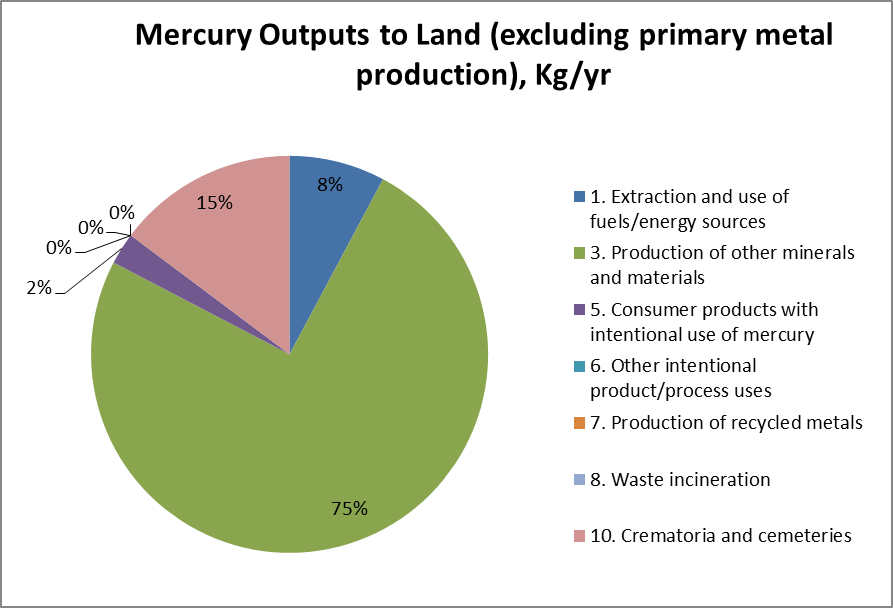 Mercury Outputs to Land (excluding primary metal
production), Kg/yr
8%
15%
0%
0%
0%
2%
75%
1. Extraction and use of
fuels/energy sources
3. Production of other minerals
and materials
5. Consumer products with
intentional use of mercury
6. Other intentional
product/process uses
7. Production of recycled metals
8. Waste incineration
10. Crematoria and cemeteries